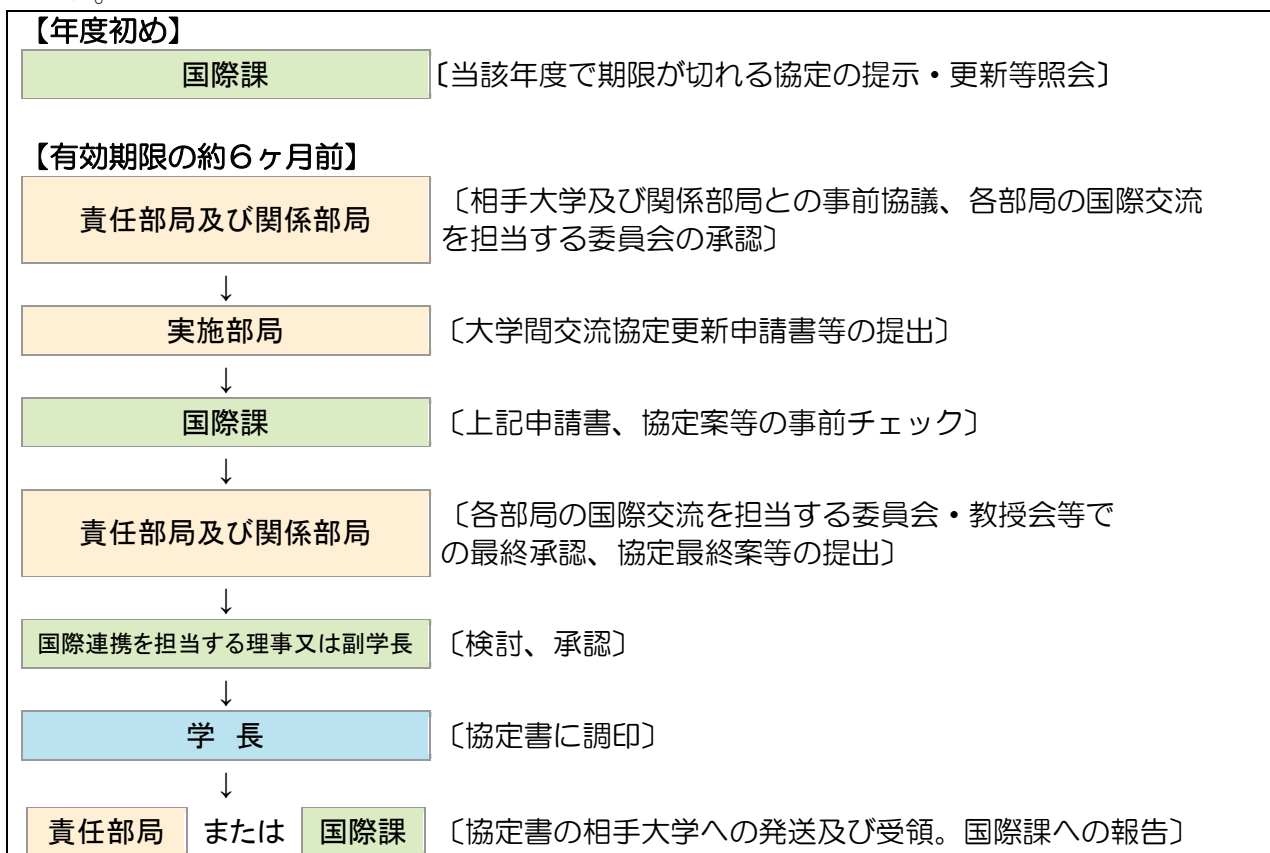 【年度初め】
国際課 〔当該年度で期限が切れる協定の提示・更新等照会〕
【有効期限の約６ヶ月前】
責任部局及び関係部局 〔相手大学及び関係部局との事前協議、各部局の国際交流
を担当する委員会の承認〕
↓
実施部局 〔大学間交流協定更新申請書等の提出〕
↓
国際課 〔上記申請書、協定案等の事前チェック〕
↓
責任部局及び関係部局 〔各部局の国際交流を担当する委員会・教授会等で
の最終承認、協定最終案等の提出〕
↓
国際連携を担当する理事又は副学長 〔検討、承認〕
↓
学 長 〔協定書に調印〕
↓
責任部局 または 国際課 〔協定書の相手大学への発送及び受領。国際課への報告〕